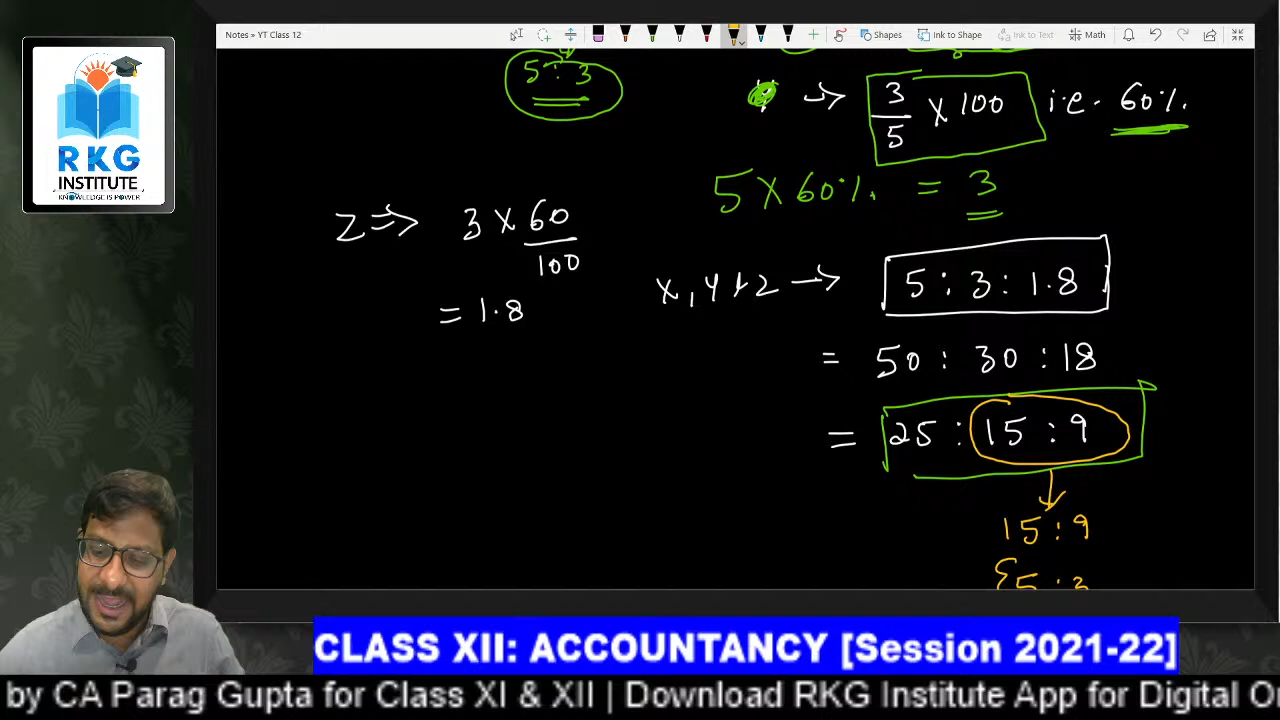 Notes » YT Class 12
Shapes
Ink to Shape
Ink to Text
Math
5 : 3
→ 3/5 × 100 i.e. 60%.
5 × 60%. = 3
RKG
INSTITUTE
KNOWLEDGE IS POWER
Z ⇒ 3 × 60/100
= 1.8
X, Y & Z → 5 : 3 : 1.8
= 50 : 30 : 18
= 25 : 15 : 9
15 : 9
5 : 3
CLASS XII: ACCOUNTANCY [Session 2021-22]
by CA Parag Gupta for Class XI & XII | Download RKG Institute App for Digital